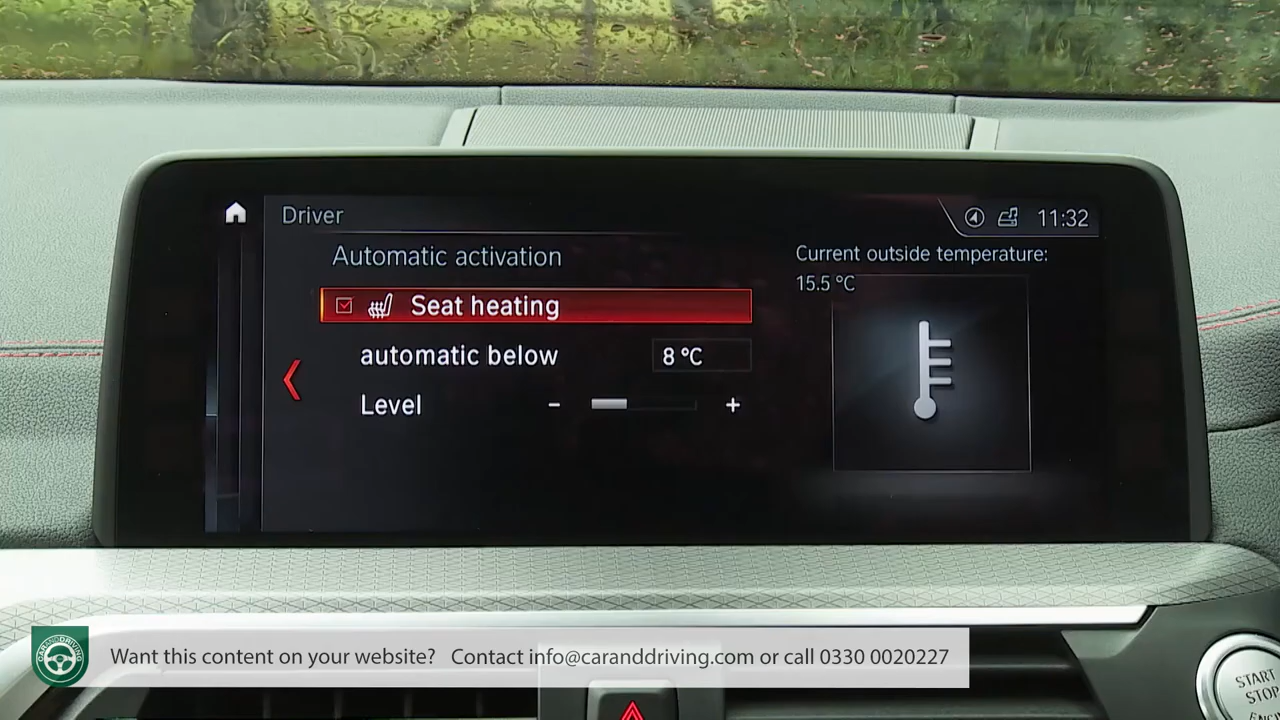 Driver
11:32
Automatic activation
Seat heating
automatic below 8 °C
Level - +
Current outside temperature:
15.5 °C
START
STOP
CARANDDRIVING
Want this content on your website? Contact info@caranddriving.com or call 0330 0020227